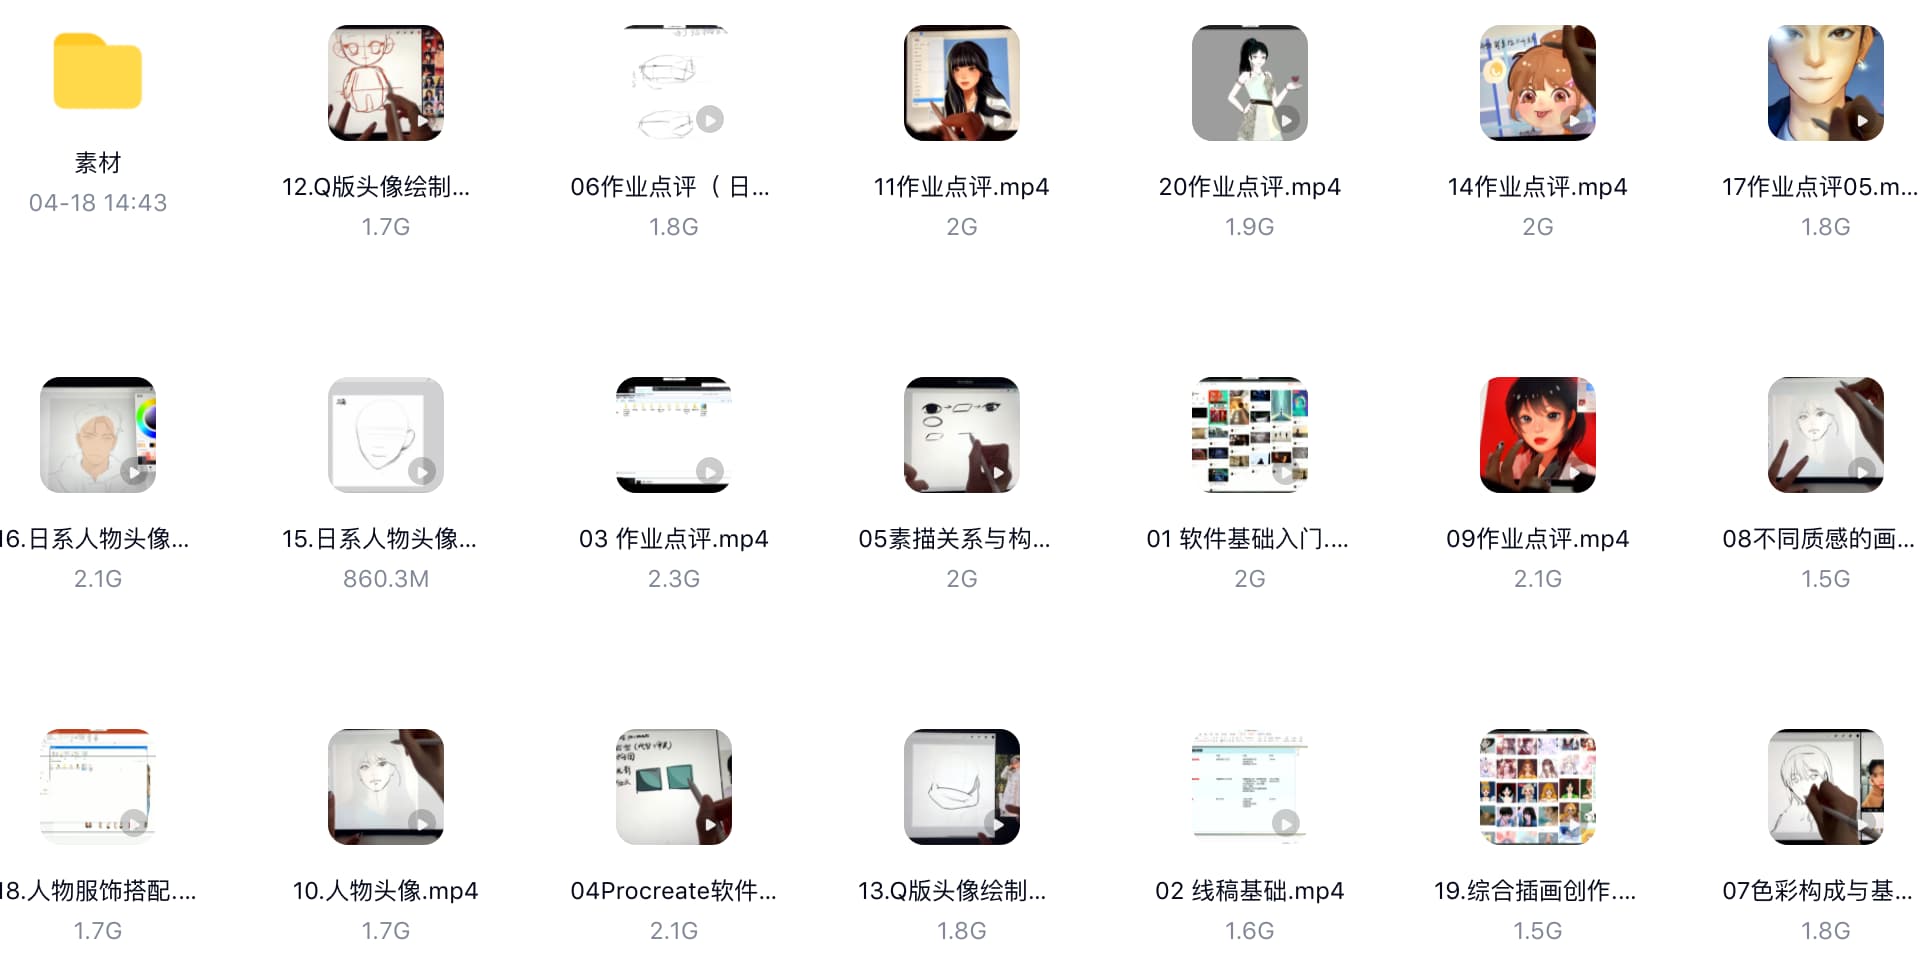 素材
04-18 14:43
12.Q版头像绘制...
1.7G
06作业点评（ 日...
1.8G
11作业点评.mp4
2G
20作业点评.mp4
1.9G
14作业点评.mp4
2G
17作业点评05.m...
1.8G
16.日系人物头像...
2.1G
15.日系人物头像...
860.3M
03 作业点评.mp4
2.3G
05素描关系与构...
2G
01 软件基础入门....
2G
09作业点评.mp4
2.1G
08不同质感的画...
1.5G
18.人物服饰搭配....
1.7G
10.人物头像.mp4
1.7G
04Procreate软件...
2.1G
13.Q版头像绘制...
1.8G
02 线稿基础.mp4
1.6G
19.综合插画创作....
1.5G
07色彩构成与基...
1.8G